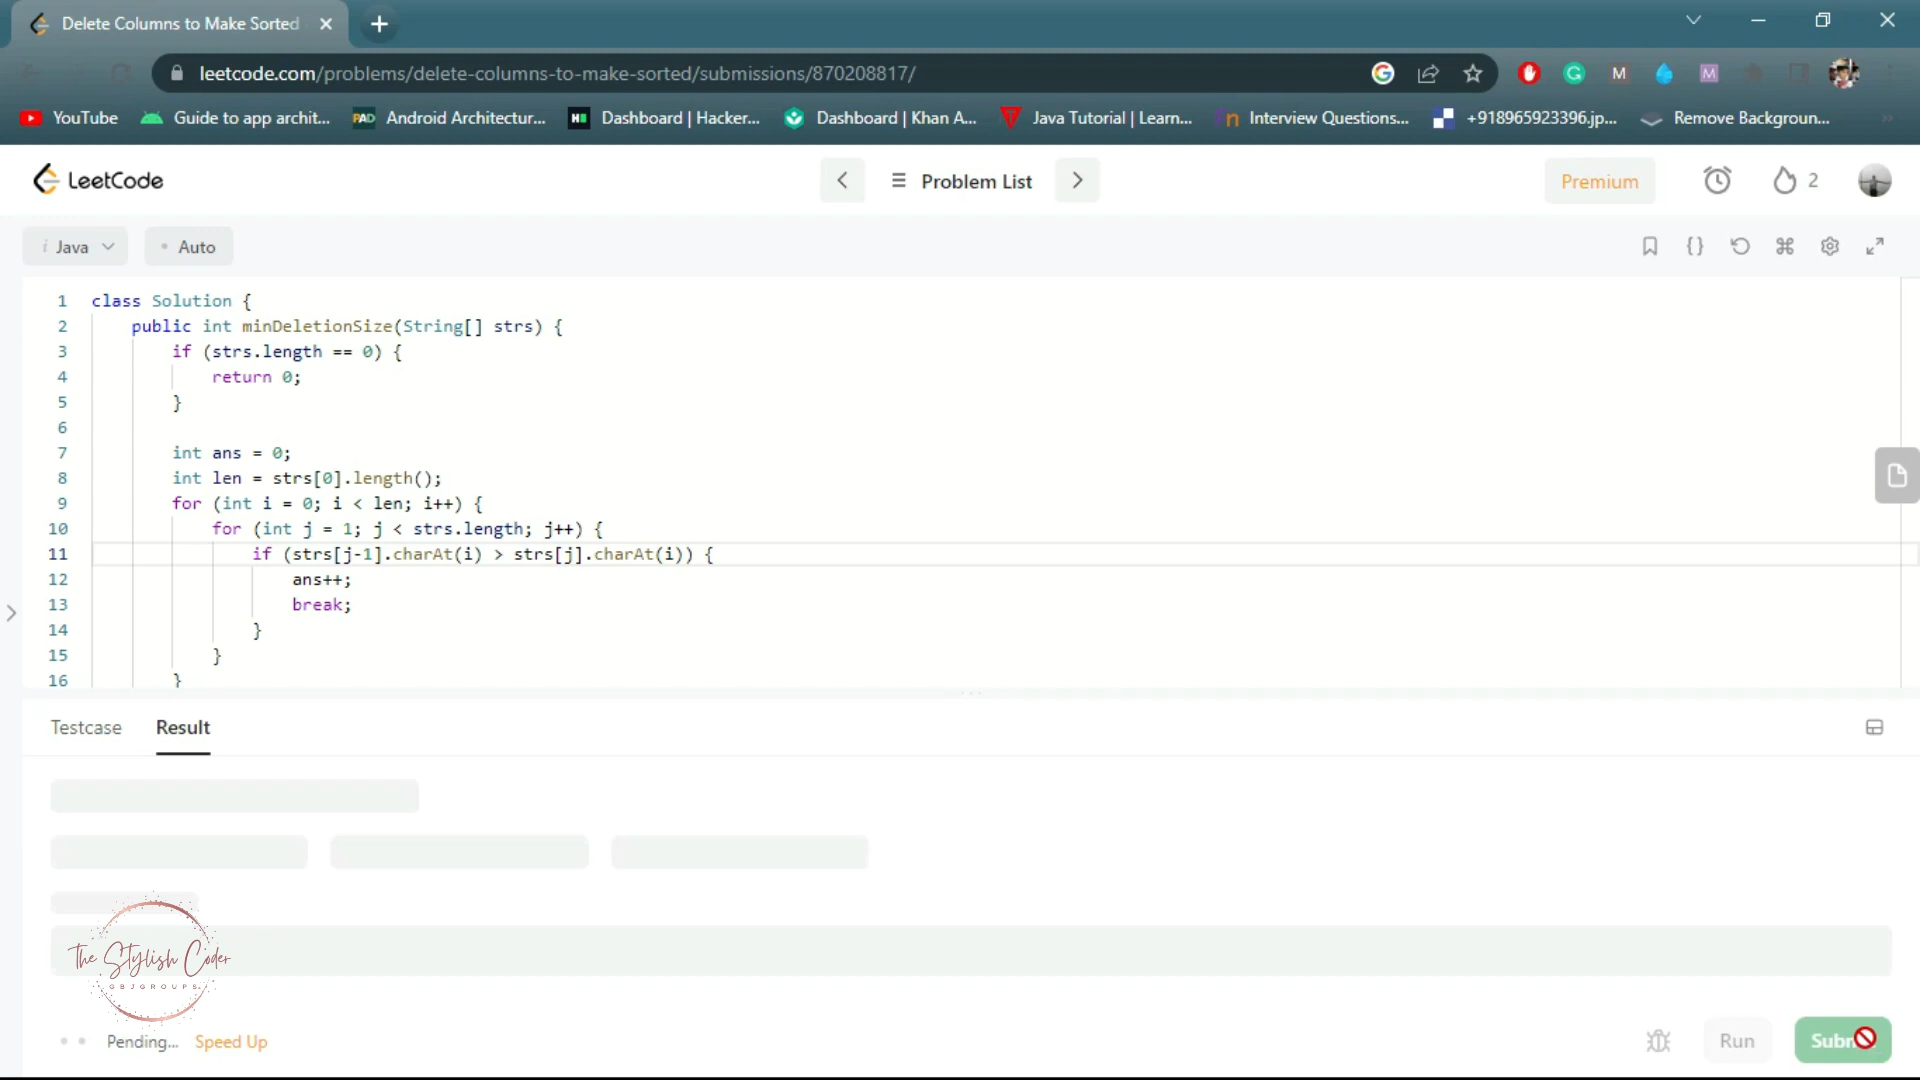 Delete Columns to Make Sorted
leetcode.com/problems/delete-columns-to-make-sorted/submissions/870208817/
YouTube Guide to app archit... Android Architectur... Dashboard | Hacker... Dashboard | Khan A... Java Tutorial | Learn... Interview Questions... +918965923396.jp... Remove Backgroun...
LeetCode
Problem List
Premium
2
Java
Auto
1 class Solution {
2 public int minDeletionSize(String[] strs) {
3 if (strs.length == 0) {
4 return 0;
5 }
6
7 int ans = 0;
8 int len = strs[0].length();
9 for (int i = 0; i < len; i++) {
10 for (int j = 1; j < strs.length; j++) {
11 if (strs[j-1].charAt(i) > strs[j].charAt(i)) {
12 ans++;
13 break;
14 }
15 }
16 }
Testcase Result
The Stylish Coder
GBJGROUPS
Pending... Speed Up
Run